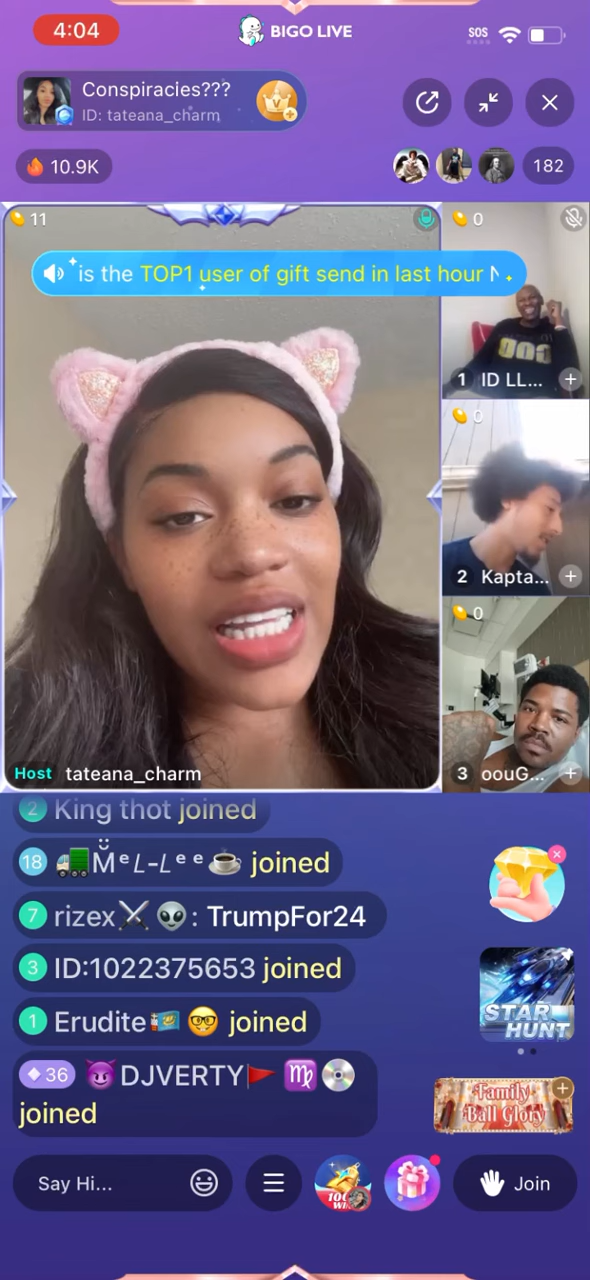 4:04
BIGO LIVE
SOS
Conspiracies???
ID: tateana_charm
10.9K
182
11
0
is the TOP1 user of gift send in last hour
1 ID LL...
0
2 Kapta...
0
Host tateana_charm
3 oouG...
2 King thot joined
18 🚛M̆̈ᵉL-Lᵉᵉ☕ joined
7 rizex⚔️👽: TrumpFor24
3 ID:1022375653 joined
STAR
HUNT
1 Erudite🇰🇿🤓 joined
36 😈DJVERTY🚩♍💿
joined
Family
Ball Glory
Say Hi...
Join